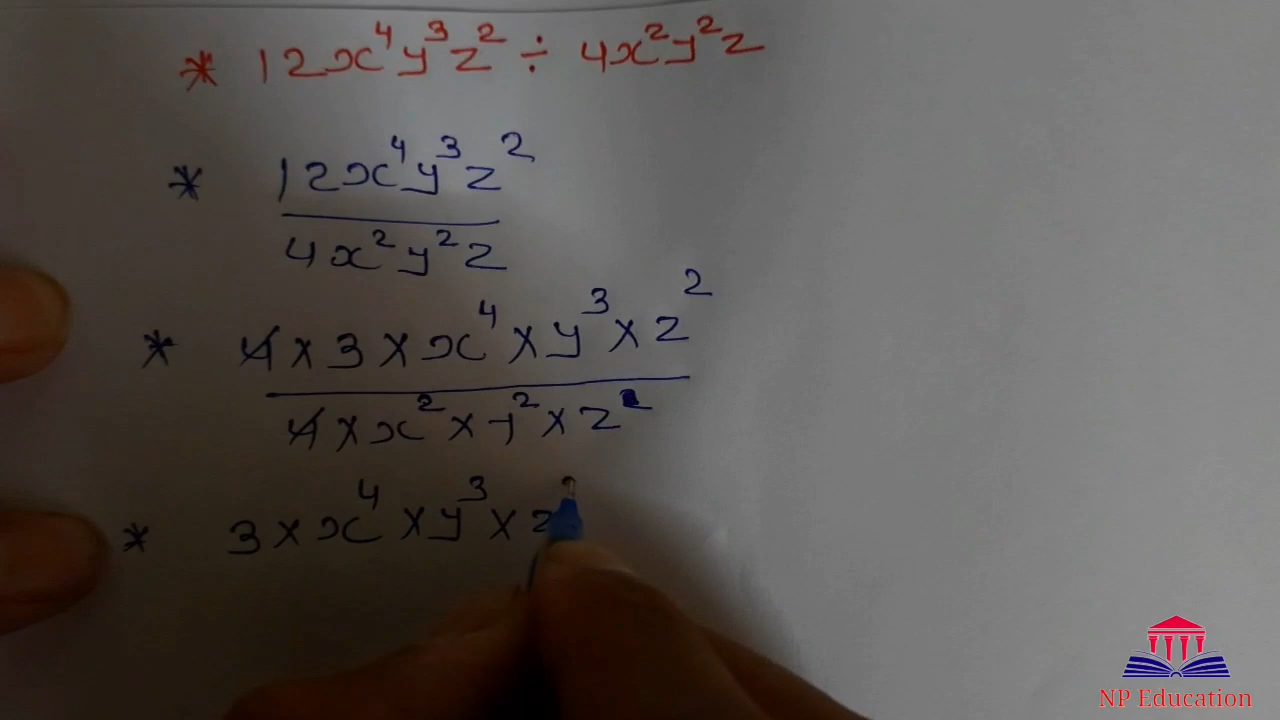 * 12x⁴y³z² ÷ 4x²y²z
* 12x⁴y³z²
4x²y²z
* 4 × 3 × x⁴ × y³ × z²
4 × x² × y² × z
* 3 × x⁴ × y³ × z²
NP Education